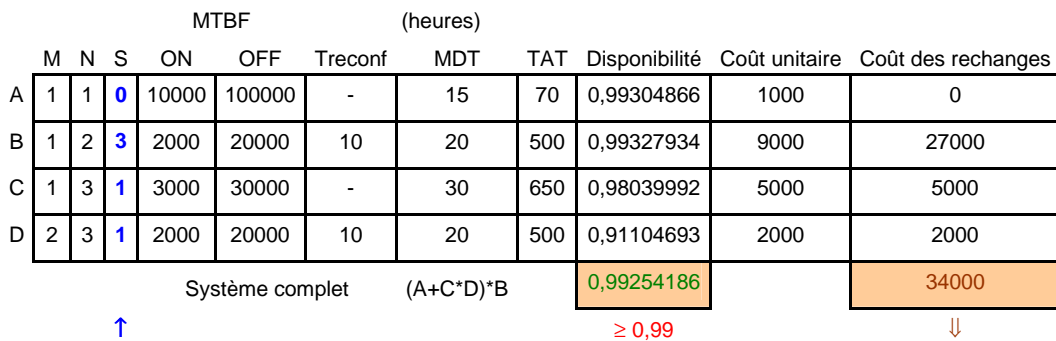 MTBF (heures)
M N S ON OFF Treconf MDT TAT Disponibilité Coût unitaire Coût des rechanges
A 1 1 0 10000 100000 - 15 70 0,99304866 1000 0
B 1 2 3 2000 20000 10 20 500 0,99327934 9000 27000
C 1 3 1 3000 30000 - 30 650 0,98039992 5000 5000
D 2 3 1 2000 20000 10 20 500 0,91104693 2000 2000
Système complet (A+C*D)*B 0,99254186 34000
↑ ≥ 0,99 ⇓